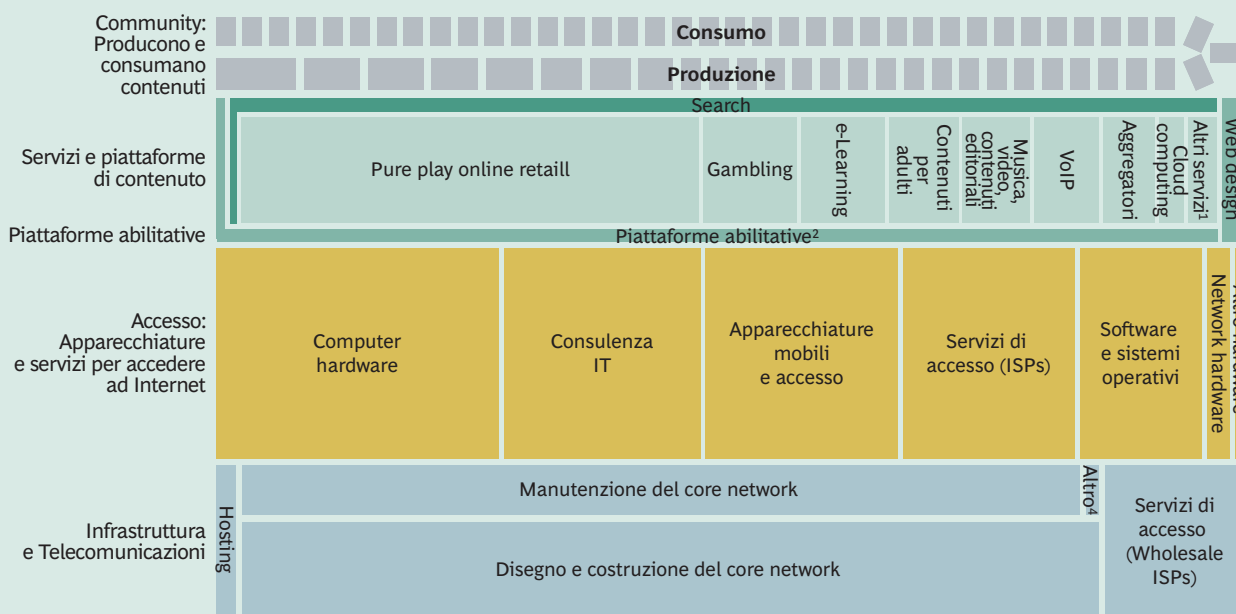 Community:
Producono e
consumano
contenuti
Consumo
Produzione
Servizi e piattaforme
di contenuto
Search
Pure play online retaill
Gambling
e-Learning
Contenuti
per
adulti
Musica,
video,
contenuti
editoriali
VoIP
Aggregatori
Cloud
computing
Altri servizi¹
Web design
Piattaforme abilitative
Piattaforme abilitative²
Accesso:
Apparecchiature
e servizi per accedere
ad Internet
Computer
hardware
Consulenza
IT
Apparecchiature
mobili
e accesso
Servizi di
accesso (ISPs)
Software
e sistemi
operativi
Network hardware
Infrastruttura
e Telecomunicazioni
Hosting
Manutenzione del core network
Altro⁴
Disegno e costruzione del core network
Servizi di
accesso
(Wholesale
ISPs)